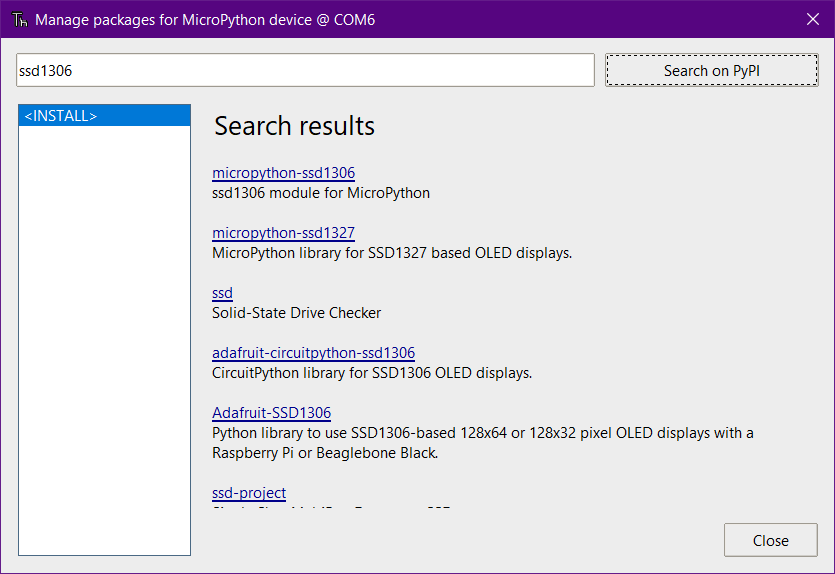 Th Manage packages for MicroPython device @ COM6
ssd1306
Search on PyPI
<INSTALL>
Search results
micropython-ssd1306
ssd1306 module for MicroPython
micropython-ssd1327
MicroPython library for SSD1327 based OLED displays.
ssd
Solid-State Drive Checker
adafruit-circuitpython-ssd1306
CircuitPython library for SSD1306 OLED displays.
Adafruit-SSD1306
Python library to use SSD1306-based 128x64 or 128x32 pixel OLED displays with a
Raspberry Pi or Beaglebone Black.
ssd-project
Close